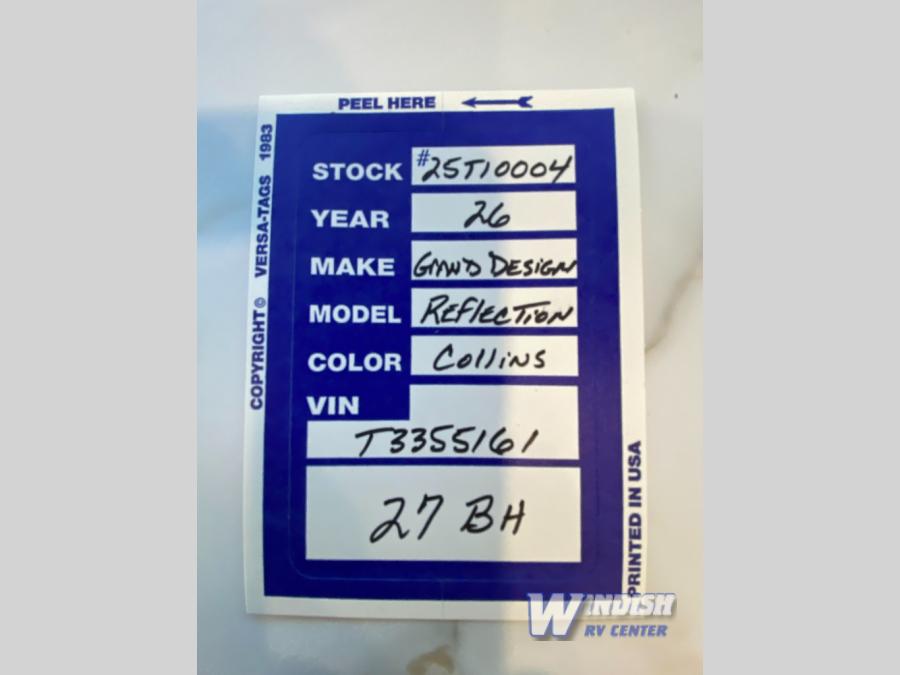 PEEL HERE
COPYRIGHT © VERSA-TAGS 1983
STOCK #25T10004
YEAR 26
MAKE GRAND DESIGN
MODEL REFLECTION
COLOR COllINS
VIN
T3355161
27 BH
PRINTED IN USA
WINDISH
RV CENTER